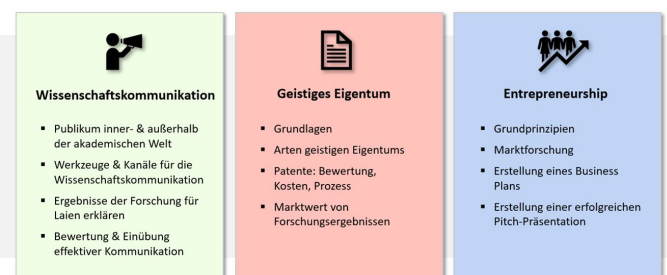 Wissenschaftskommunikation
▪ Publikum inner- & außerhalb
der akademischen Welt
▪ Werkzeuge & Kanäle für die
Wissenschaftskommunikation
▪ Ergebnisse der Forschung für
Laien erklären
▪ Bewertung & Einübung
effektiver Kommunikation
Geistiges Eigentum
▪ Grundlagen
▪ Arten geistigen Eigentums
▪ Patente: Bewertung,
Kosten, Prozess
▪ Marktwert von
Forschungsergebnissen
Entrepreneurship
▪ Grundprinzipien
▪ Marktforschung
▪ Erstellung eines Business
Plans
▪ Erstellung einer erfolgreichen
Pitch-Präsentation